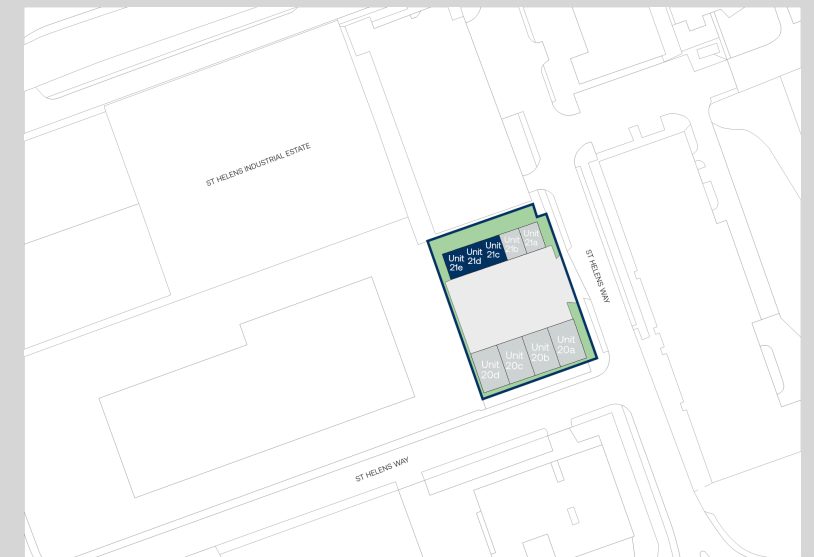 ST HELENS INDUSTRIAL ESTATE
Unit
21e
Unit
21d
Unit
21c
Unit
21b
Unit
21a
ST HELENS WAY
Unit
20d
Unit
20c
Unit
20b
Unit
20a
ST HELENS WAY